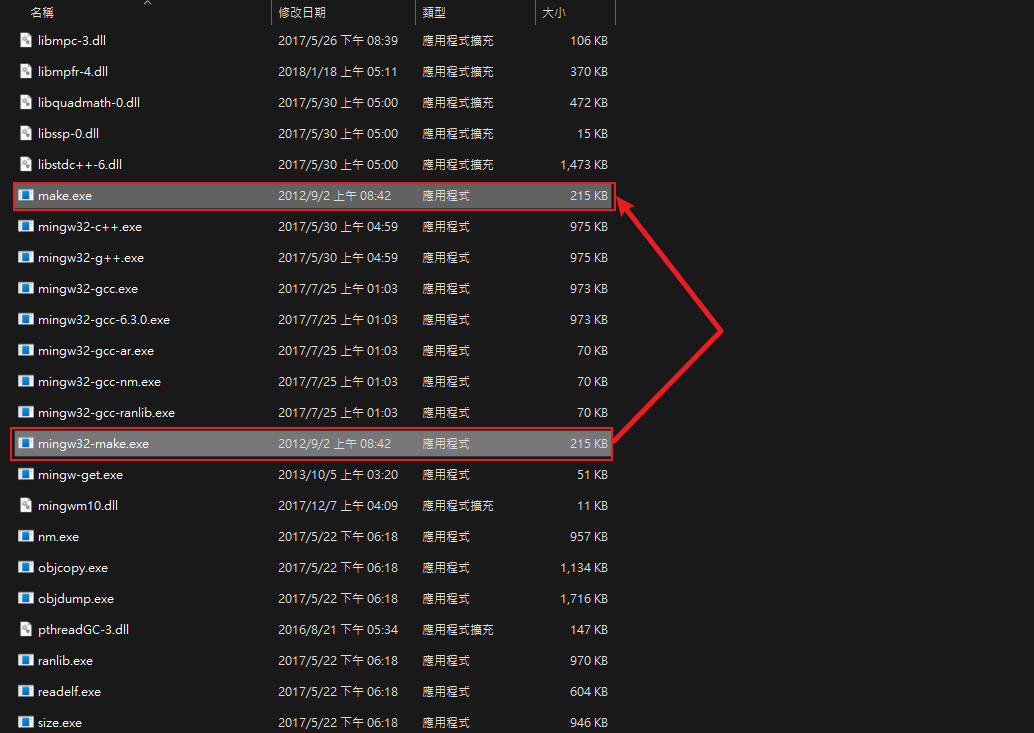 名稱 修改日期 類型 大小
libmpc-3.dll 2017/5/26 下午 08:39 應用程式擴充 106 KB
libmpfr-4.dll 2018/1/18 上午 05:11 應用程式擴充 370 KB
libquadmath-0.dll 2017/5/30 上午 05:00 應用程式擴充 472 KB
libssp-0.dll 2017/5/30 上午 05:00 應用程式擴充 15 KB
libstdc++-6.dll 2017/5/30 上午 05:00 應用程式擴充 1,473 KB
make.exe 2012/9/2 上午 08:42 應用程式 215 KB
mingw32-c++.exe 2017/5/30 上午 04:59 應用程式 975 KB
mingw32-g++.exe 2017/5/30 上午 04:59 應用程式 975 KB
mingw32-gcc.exe 2017/7/25 上午 01:03 應用程式 973 KB
mingw32-gcc-6.3.0.exe 2017/7/25 上午 01:03 應用程式 973 KB
mingw32-gcc-ar.exe 2017/7/25 上午 01:03 應用程式 70 KB
mingw32-gcc-nm.exe 2017/7/25 上午 01:03 應用程式 70 KB
mingw32-gcc-ranlib.exe 2017/7/25 上午 01:03 應用程式 70 KB
mingw32-make.exe 2012/9/2 上午 08:42 應用程式 215 KB
mingw-get.exe 2013/10/5 上午 03:20 應用程式 51 KB
mingwm10.dll 2017/12/7 上午 04:09 應用程式擴充 11 KB
nm.exe 2017/5/22 下午 06:18 應用程式 957 KB
objcopy.exe 2017/5/22 下午 06:18 應用程式 1,134 KB
objdump.exe 2017/5/22 下午 06:18 應用程式 1,716 KB
pthreadGC-3.dll 2016/8/21 下午 05:34 應用程式擴充 147 KB
ranlib.exe 2017/5/22 下午 06:18 應用程式 970 KB
readelf.exe 2017/5/22 下午 06:18 應用程式 604 KB
size.exe 2017/5/22 下午 06:18 應用程式 946 KB